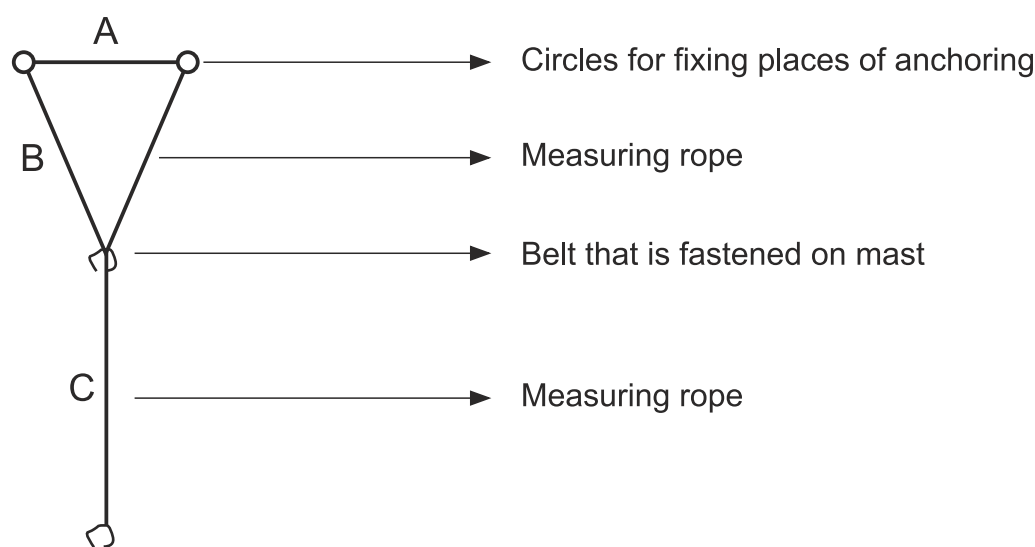 A
Circles for fixing places of anchoring
B
Measuring rope
Belt that is fastened on mast
C
Measuring rope